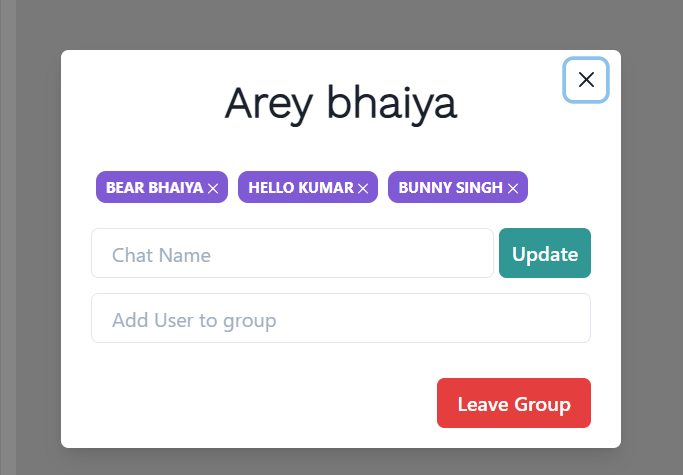 Arey bhaiya
BEAR BHAIYA HELLO KUMAR BUNNY SINGH
Chat Name Update
Add User to group
Leave Group